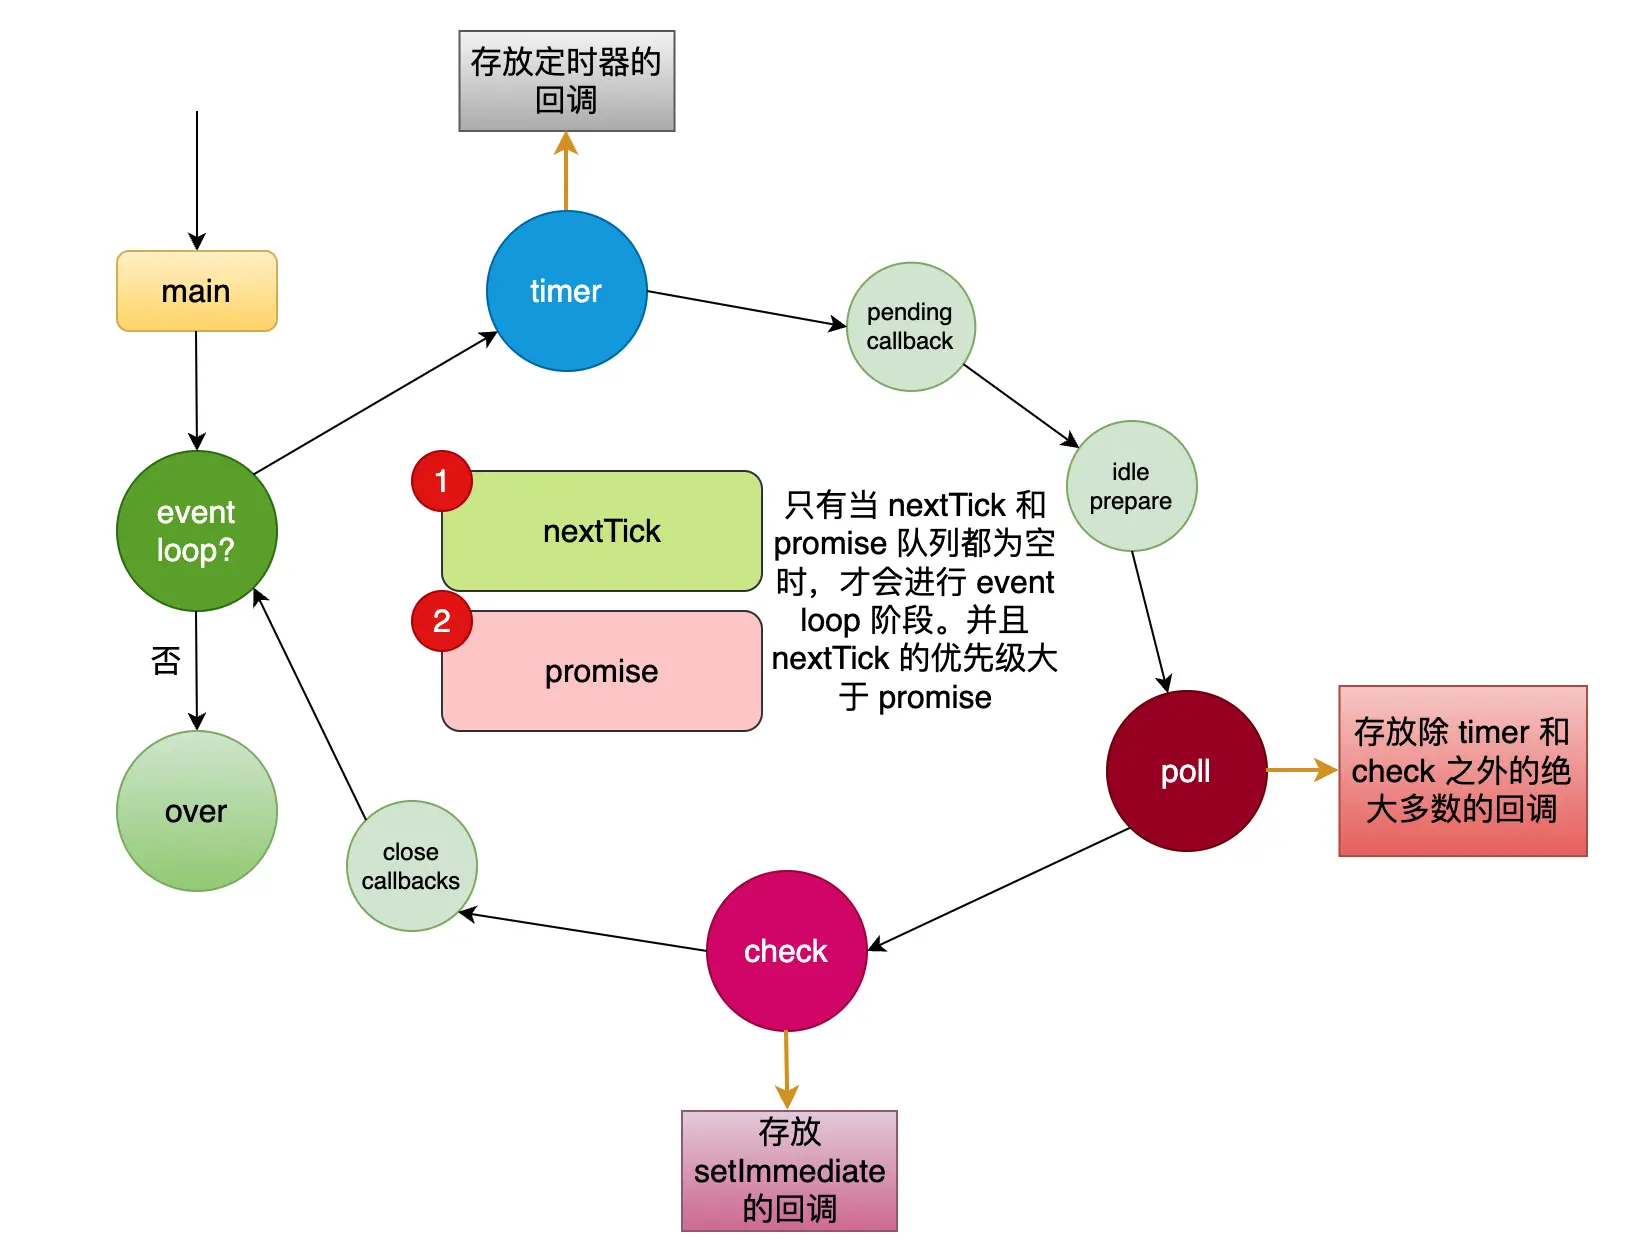 存放定时器的
回调
main
timer
pending
callback
event
loop?
1
nextTick
只有当 nextTick 和
promise 队列都为空
时，才会进行 event
loop 阶段。并且
nextTick 的优先级大
于 promise
idle
prepare
2
promise
否
over
poll
存放除 timer 和
check 之外的绝
大多数的回调
close
callbacks
check
存放
setImmediate
的回调